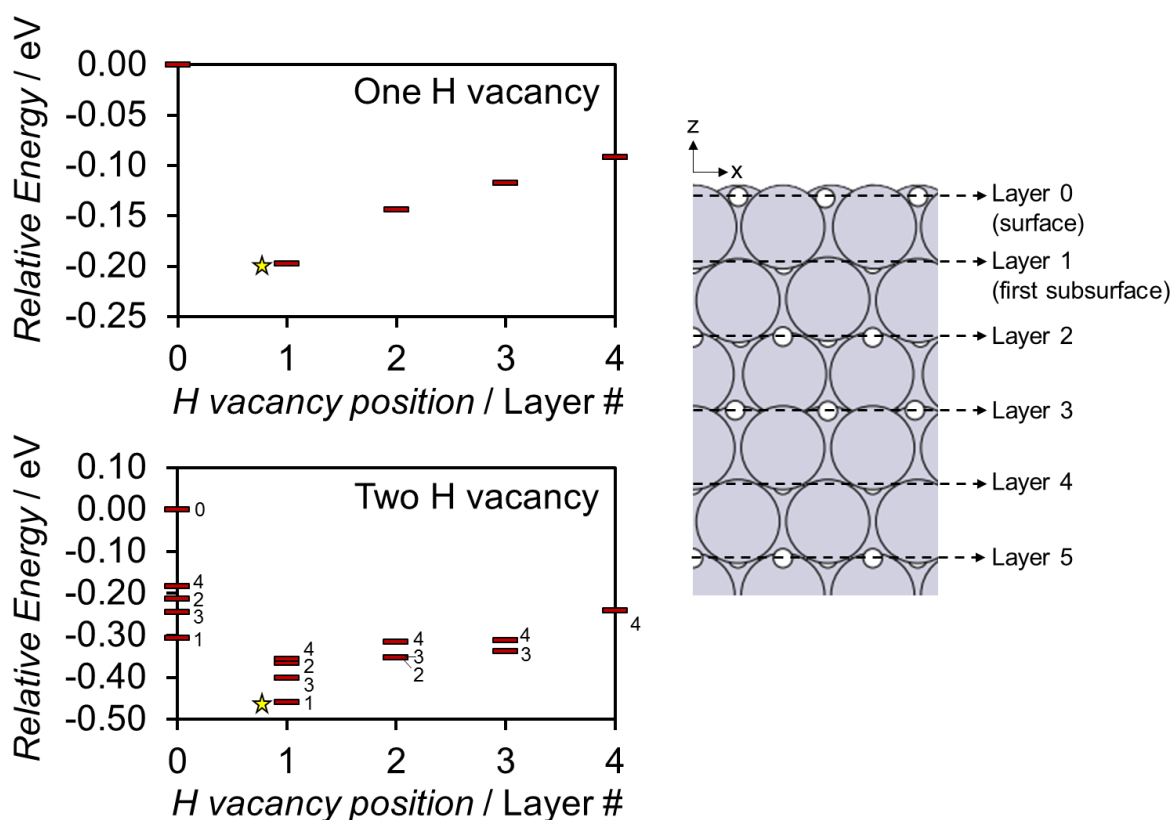 Relative Energy / eV
0.00
-0.05
-0.10
-0.15
-0.20
-0.25
One H vacancy
0 1 2 3 4
H vacancy position / Layer #
Relative Energy / eV
0.10
0.00
-0.10
-0.20
-0.30
-0.40
-0.50
Two H vacancy
0
4
2
3
1
4
2
3
1
4
3
2
4
3
4
0 1 2 3 4
H vacancy position / Layer #
z
x
Layer 0
(surface)
Layer 1
(first subsurface)
Layer 2
Layer 3
Layer 4
Layer 5